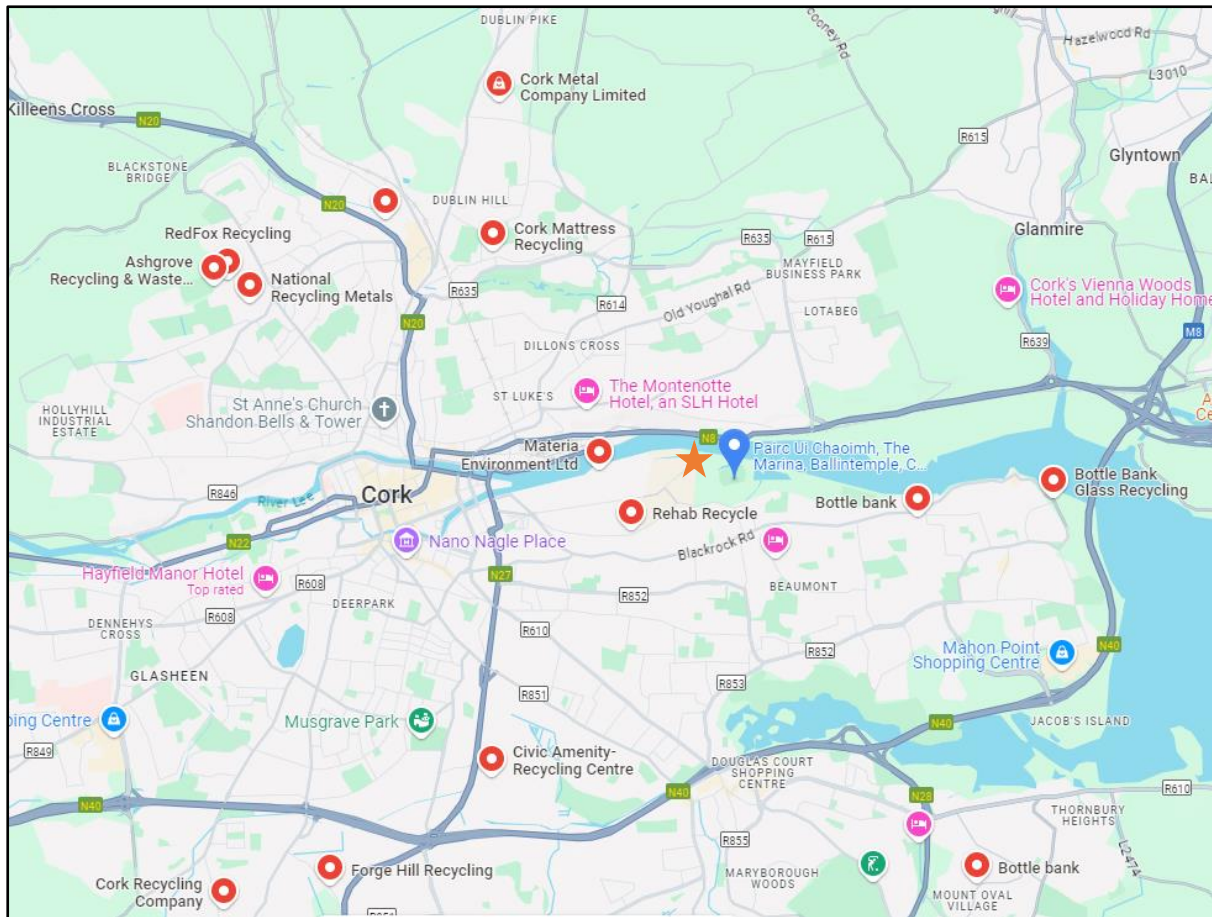 DUBLIN PIKE
Hazelwood Rd
L3010
Cork Metal
Company Limited
Killeens Cross
N20
R615
R615
Glyntown
BLACKSTONE
BRIDGE
DUBLIN HILL
N20
RedFox Recycling
Cork Mattress
Recycling
R635
R615
Glanmire
Ashgrove
Recycling & Waste...
National
Recycling Metals
MAYFIELD
BUSINESS PARK
R635
R614
Old Youghal Rd
LOTABEG
Cork's Vienna Woods
Hotel and Holiday Home
N20
M8
R639
DILLONS CROSS
ST LUKE'S
The Montenotte
Hotel, an SLH Hotel
HOLLYHILL
INDUSTRIAL
ESTATE
St Anne's Church
Shandon Bells & Tower
N8
Materia
Environment Ltd
Pairc Ui Chaoimh, The
Marina, Ballintemple, C...
Bottle Bank
Glass Recycling
R846
River Lee
Cork
Bottle bank
Rehab Recycle
N22
Nano Nagle Place
Blackrock Rd
Hayfield Manor Hotel
Top rated
R608
N27
BEAUMONT
R852
DEERPARK
DENNEHYS
CROSS
R608
R610
R852
Mahon Point
Shopping Centre
N40
GLASHEEN
R851
R853
Musgrave Park
N40
JACOB'S ISLAND
ping Centre
R849
Civic Amenity-
Recycling Centre
DOUGLAS COURT
SHOPPING
CENTRE
N40
N40
N28
R610
THORNBURY
HEIGHTS
R855
L2474
Forge Hill Recycling
MARYBOROUGH
WOODS
Bottle bank
Cork Recycling
Company
MOUNT OVAL
VILLAGE